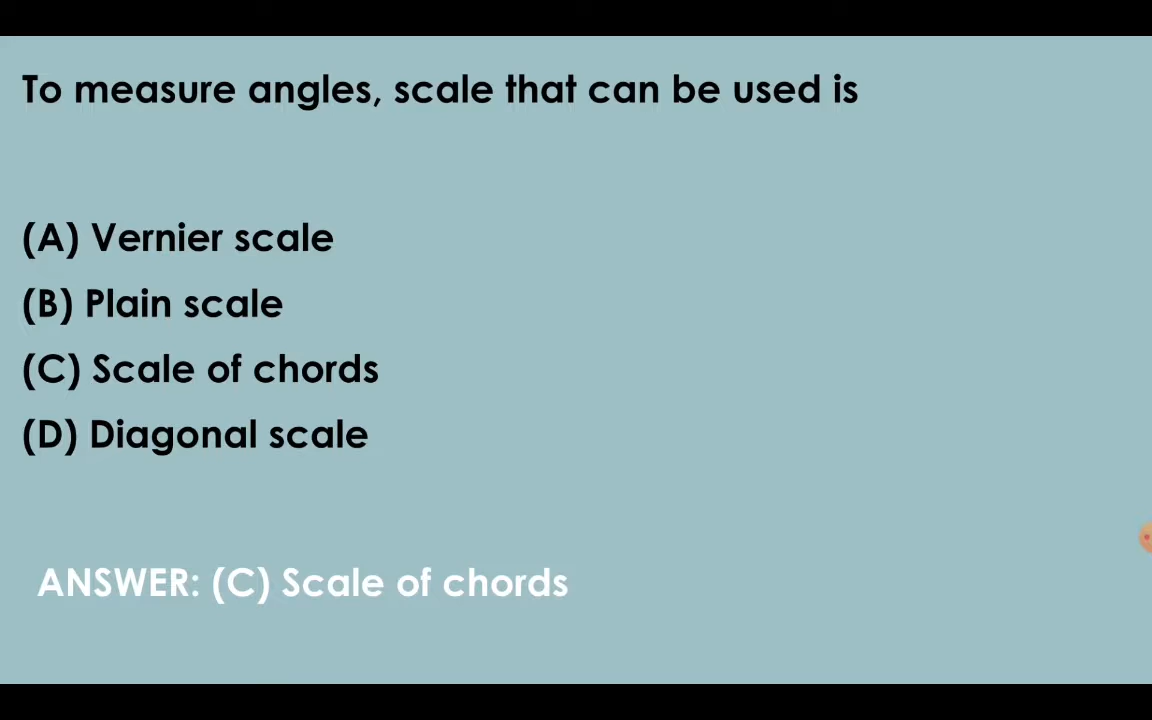 To measure angles, scale that can be used is
(A) Vernier scale
(B) Plain scale
(C) Scale of chords
(D) Diagonal scale
ANSWER: (C) Scale of chords